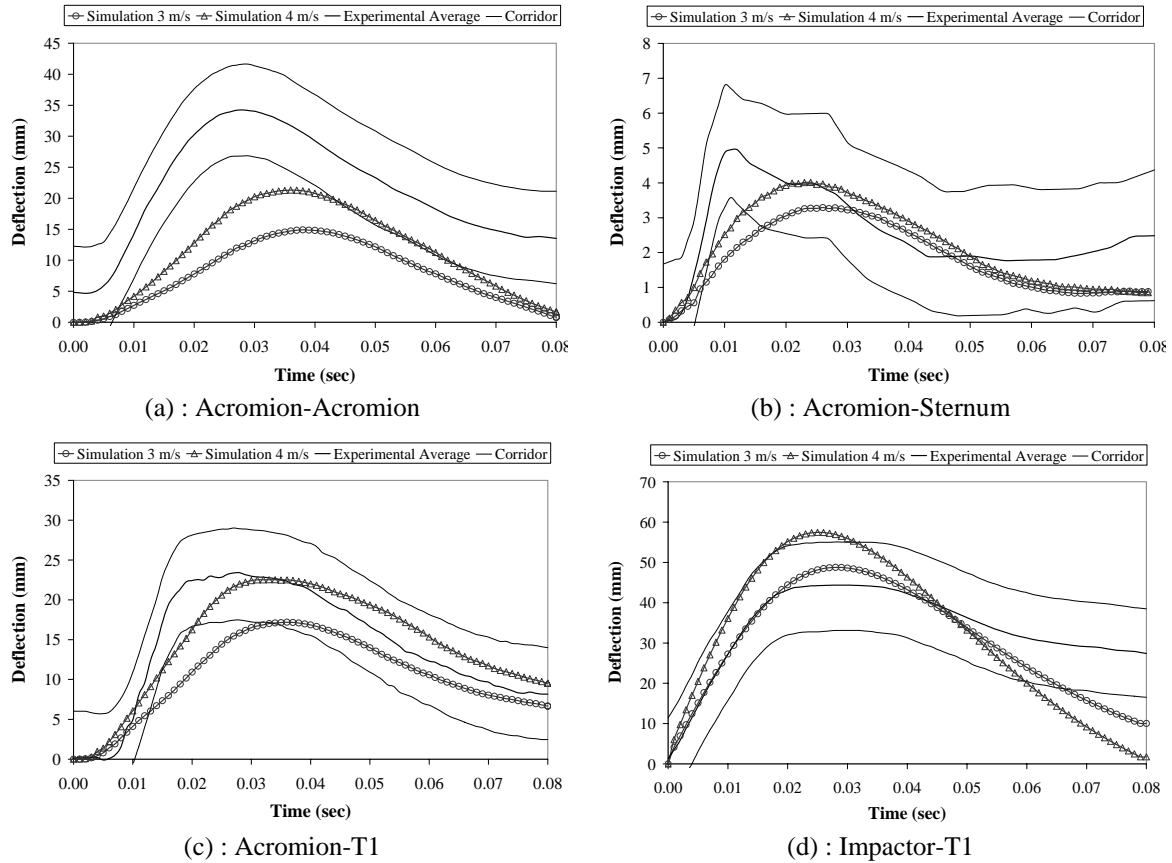 Simulation 3 m/s Simulation 4 m/s Experimental Average Corridor
45
40
35
30
25
20
15
10
5
0
Deflection (mm)
0.00 0.01 0.02 0.03 0.04 0.05 0.06 0.07 0.08
Time (sec)
(a) : Acromion-Acromion
Simulation 3 m/s Simulation 4 m/s Experimental Average Corridor
8
7
6
5
4
3
2
1
0
Deflection (mm)
0.00 0.01 0.02 0.03 0.04 0.05 0.06 0.07 0.08
Time (sec)
(b) : Acromion-Sternum
Simulation 3 m/s Simulation 4 m/s Experimental Average Corridor
35
30
25
20
15
10
5
0
Deflection (mm)
0.00 0.01 0.02 0.03 0.04 0.05 0.06 0.07 0.08
Time (sec)
(c) : Acromion-T1
Simulation 3 m/s Simulation 4 m/s Experimental Average Corridor
70
60
50
40
30
20
10
0
Deflection (mm)
0.00 0.01 0.02 0.03 0.04 0.05 0.06 0.07 0.08
Time (sec)
(d) : Impactor-T1